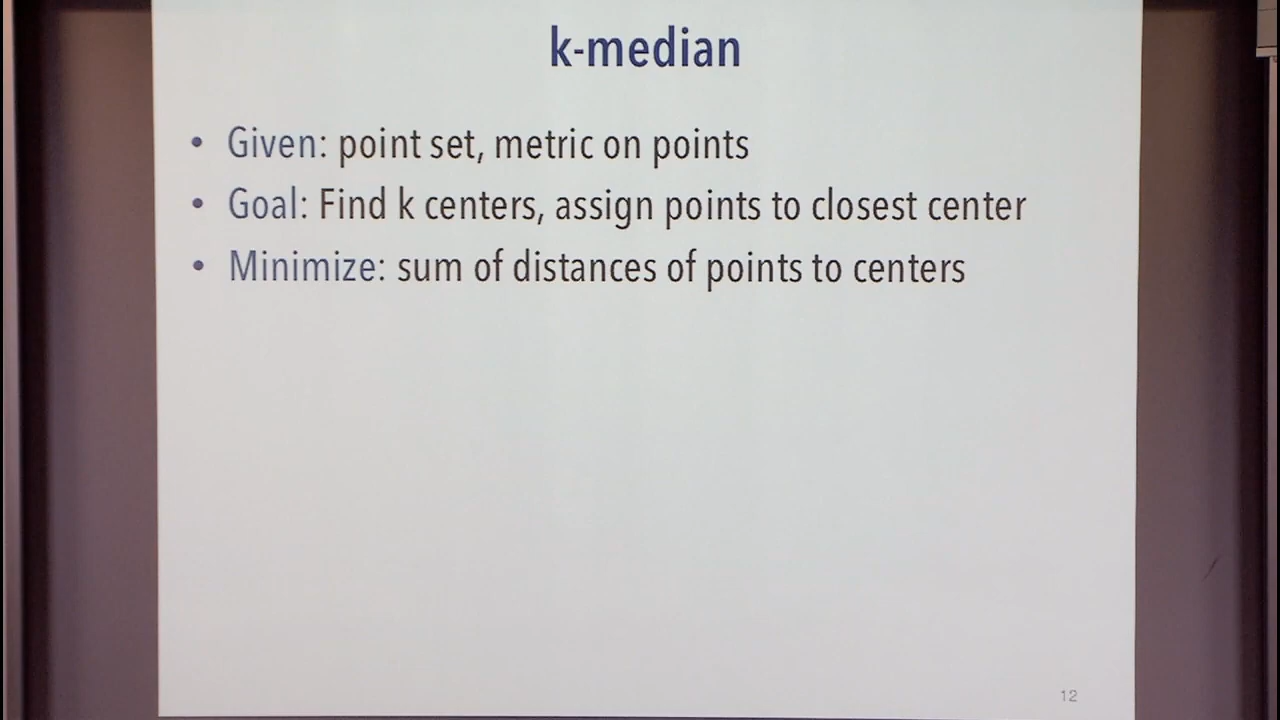 k-median
• Given: point set, metric on points
• Goal: Find k centers, assign points to closest center
• Minimize: sum of distances of points to centers
12